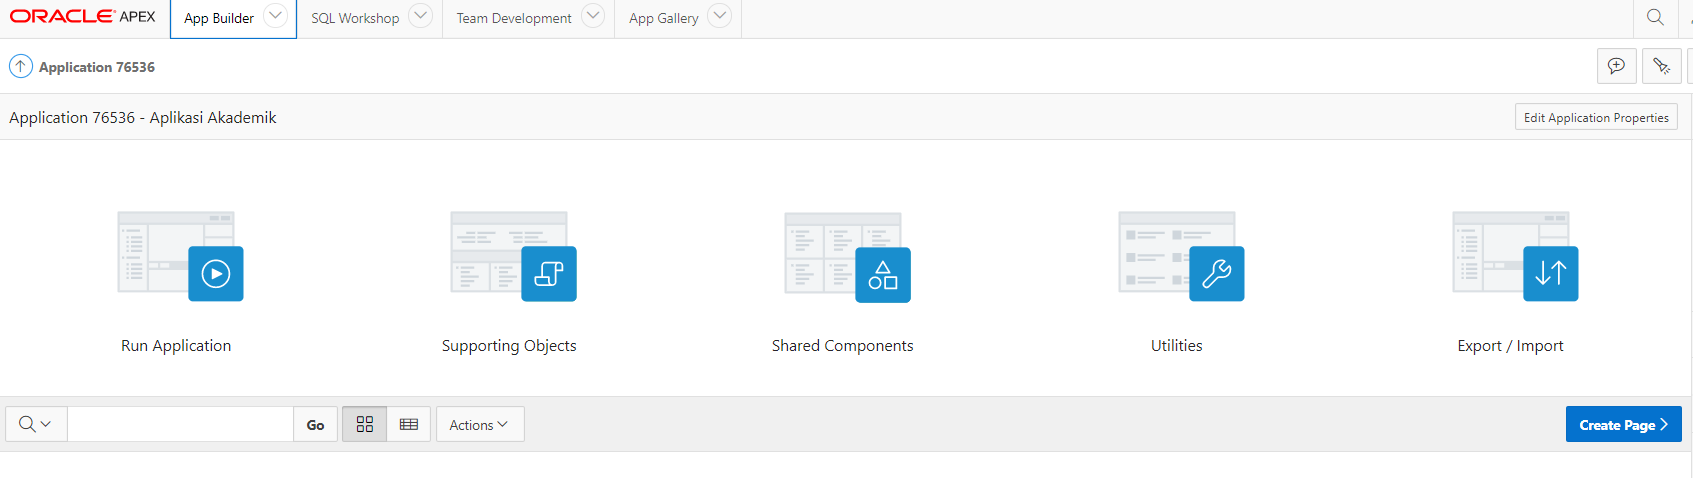 ORACLE APEX App Builder SQL Workshop Team Development App Gallery
Application 76536
Application 76536 - Aplikasi Akademik Edit Application Properties
Run Application Supporting Objects Shared Components Utilities Export / Import
Go Actions Create Page